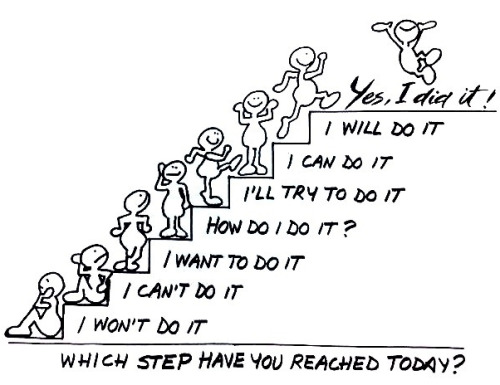 Yes, I did it!
I WILL DO IT
I CAN DO IT
I'LL TRY TO DO IT
HOW DO I DO IT?
I WANT TO DO IT
I CAN'T DO IT
I WON'T DO IT
WHICH STEP HAVE YOU REACHED TODAY?